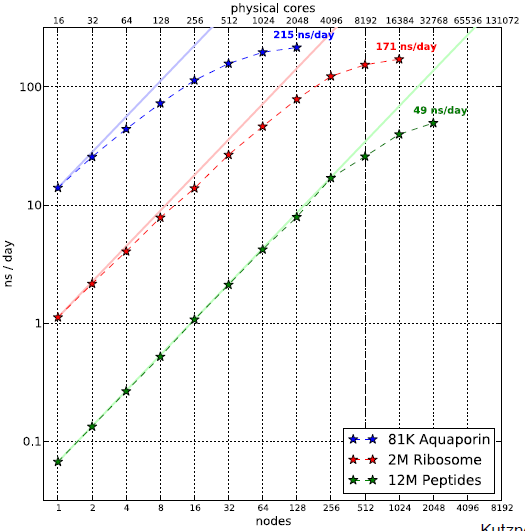 physical cores
16 32 64 128 256 512 1024 2048 4096 8192 16384 32768 65536 131072
215 ns/day
171 ns/day
49 ns/day
100
10
1
0.1
ns / day
81K Aquaporin
2M Ribosome
12M Peptides
1 2 4 8 16 32 64 128 256 512 1024 2048 4096 8192
nodes